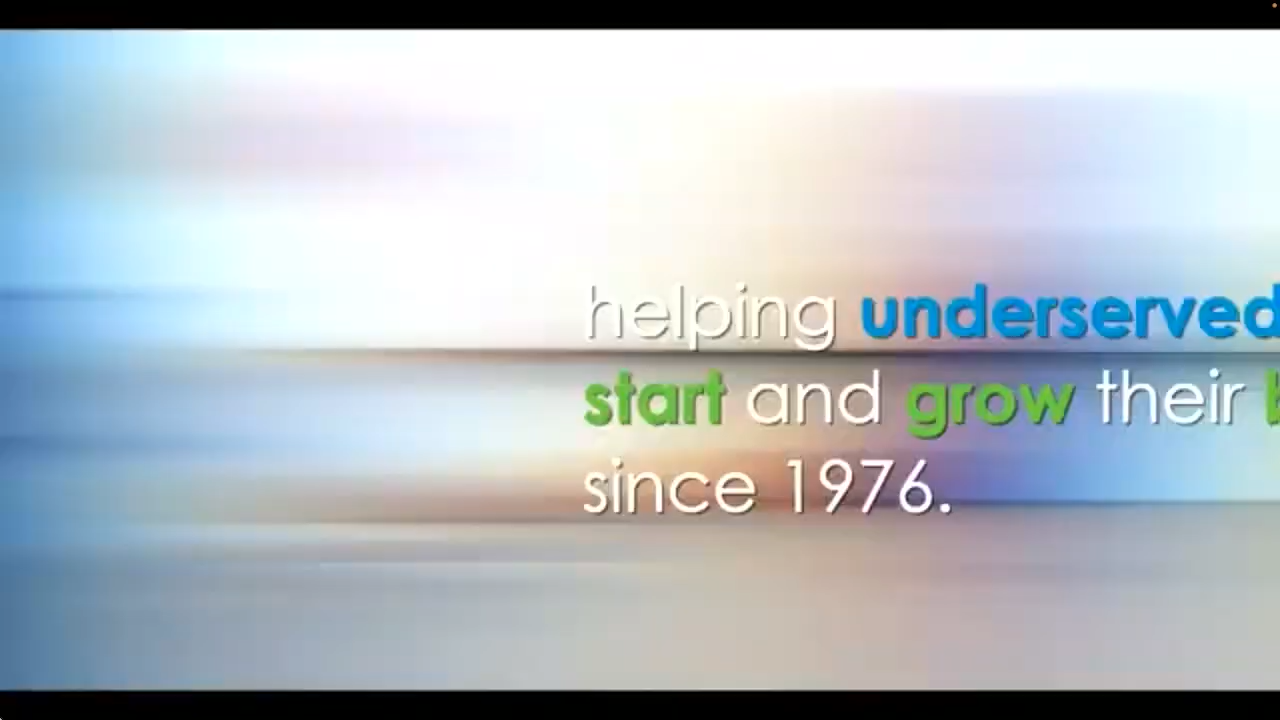 helping underserved
start and grow their
since 1976.